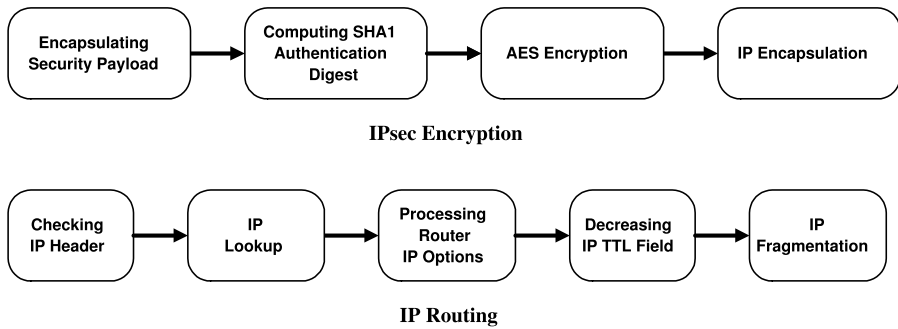 Encapsulating
Security Payload
Computing SHA1
Authentication
Digest
AES Encryption
IP Encapsulation
IPsec Encryption
Checking
IP Header
IP
Lookup
Processing
Router
IP Options
Decreasing
IP TTL Field
IP
Fragmentation
IP Routing